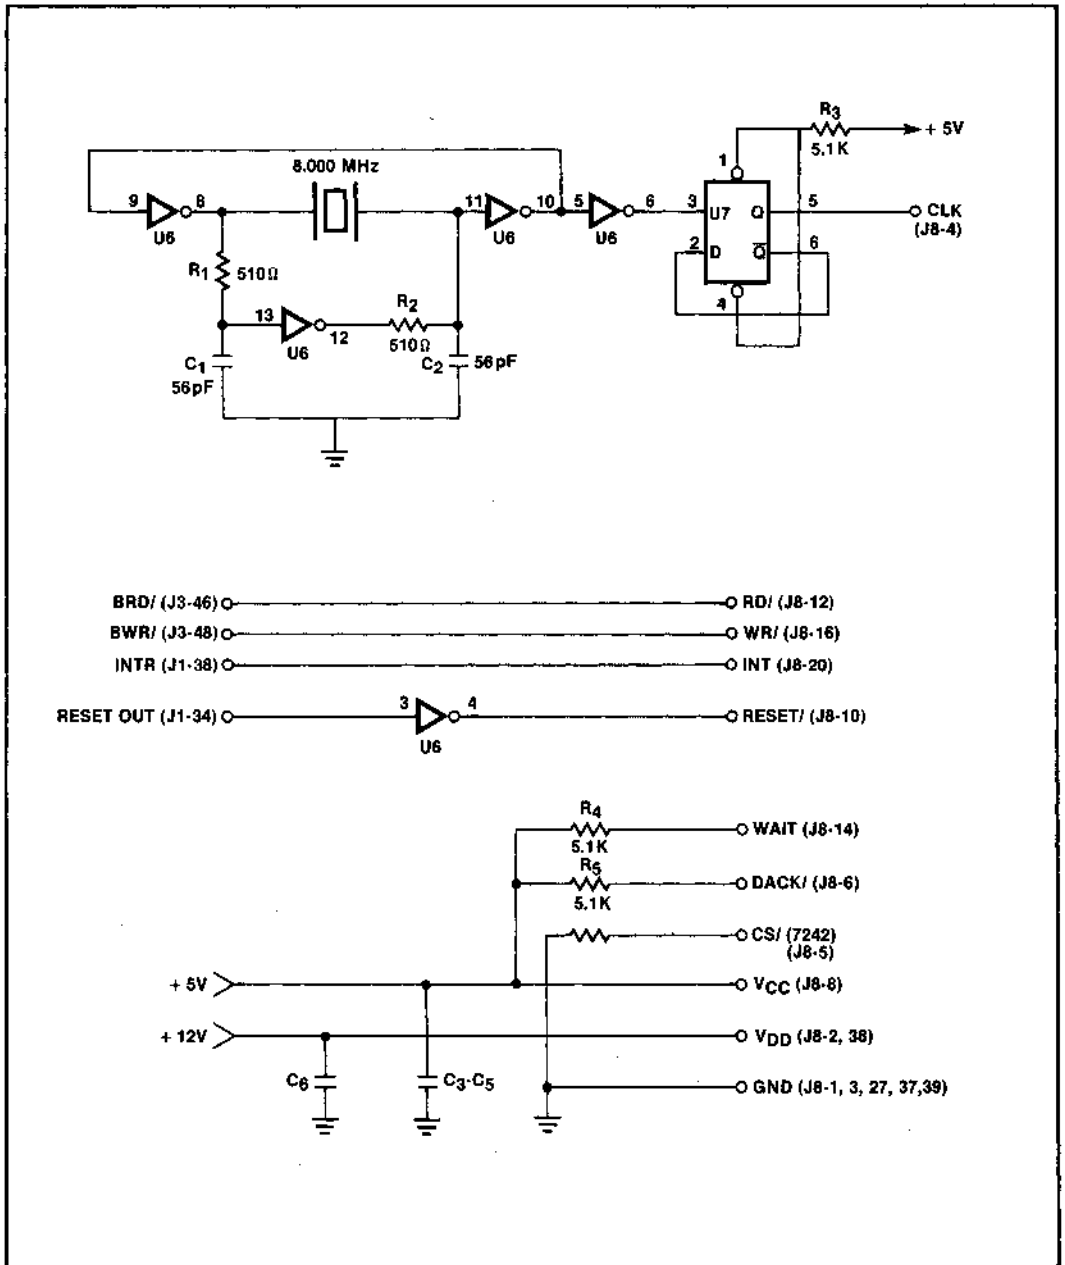 R3
5.1K
+ 5V
1
8.000 MHz
9
8
U6
11
10
U6
5
6
U6
3
U7
Q
5
CLK
(J8-4)
2
D
Q̅
6
4
R1
510Ω
13
12
U6
R2
510Ω
C1
56pF
C2
56pF
BRD/ (J3-46)
RD/ (J8-12)
BWR/ (J3-48)
WR/ (J8-16)
INTR (J1-38)
INT (J8-20)
RESET OUT (J1-34)
3
4
U6
RESET/ (J8-10)
R4
5.1K
WAIT (J8-14)
R5
5.1K
DACK/ (J8-6)
CS/ (7242)
(J8-5)
+ 5V
VCC (J8-8)
+ 12V
VDD (J8-2, 38)
C6
C3-C5
GND (J8-1, 3, 27, 37,39)